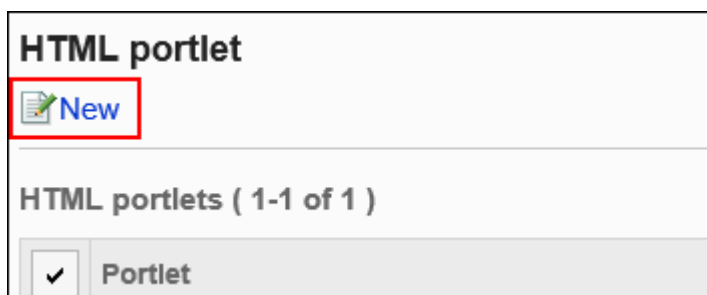 HTML portlet
New
HTML portlets ( 1-1 of 1 )
Portlet